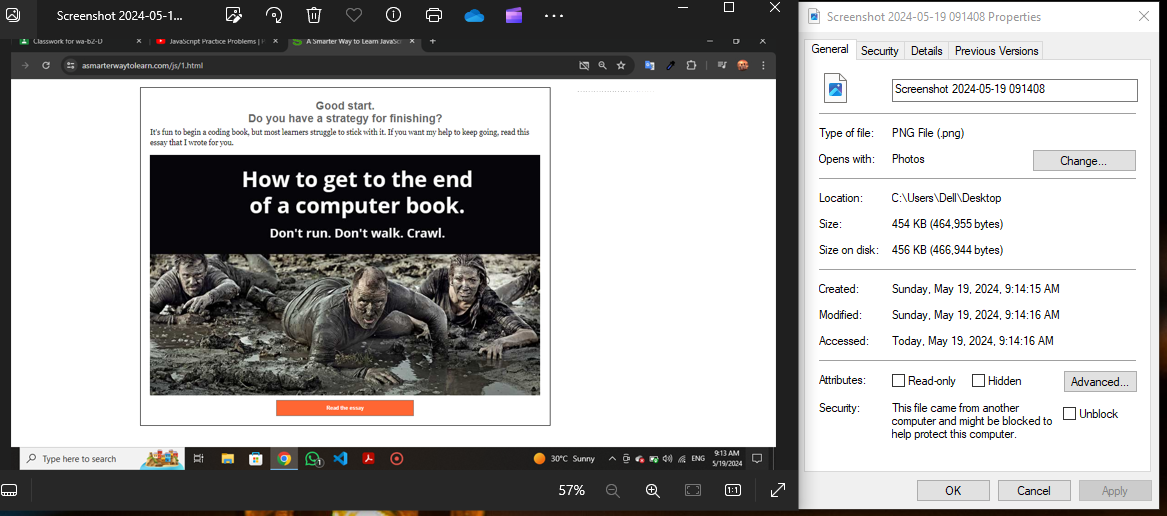 Screenshot 2024-05-1...
Classwork for wa-b2-D
JavaScript Practice Problems |
A Smarter Way to Learn JavaSc
asmarterwaytolearn.com/js/1.html
Good start.
Do you have a strategy for finishing?
It's fun to begin a coding book, but most learners struggle to stick with it. If you want my help to keep going, read this
essay that I wrote for you.
How to get to the end
of a computer book.
Don't run. Don't walk. Crawl.
Read the essay
Type here to search
30°C Sunny
ENG
9:13 AM
5/19/2024
57%
1:1
Screenshot 2024-05-19 091408 Properties
General
Security
Details
Previous Versions
Screenshot 2024-05-19 091408
Type of file: PNG File (.png)
Opens with: Photos
Change...
Location: C:\Users\Dell\Desktop
Size: 454 KB (464,955 bytes)
Size on disk: 456 KB (466,944 bytes)
Created: Sunday, May 19, 2024, 9:14:15 AM
Modified: Sunday, May 19, 2024, 9:14:16 AM
Accessed: Today, May 19, 2024, 9:14:16 AM
Attributes: Read-only Hidden Advanced...
Security: This file came from another
computer and might be blocked to
help protect this computer.
Unblock
OK Cancel Apply